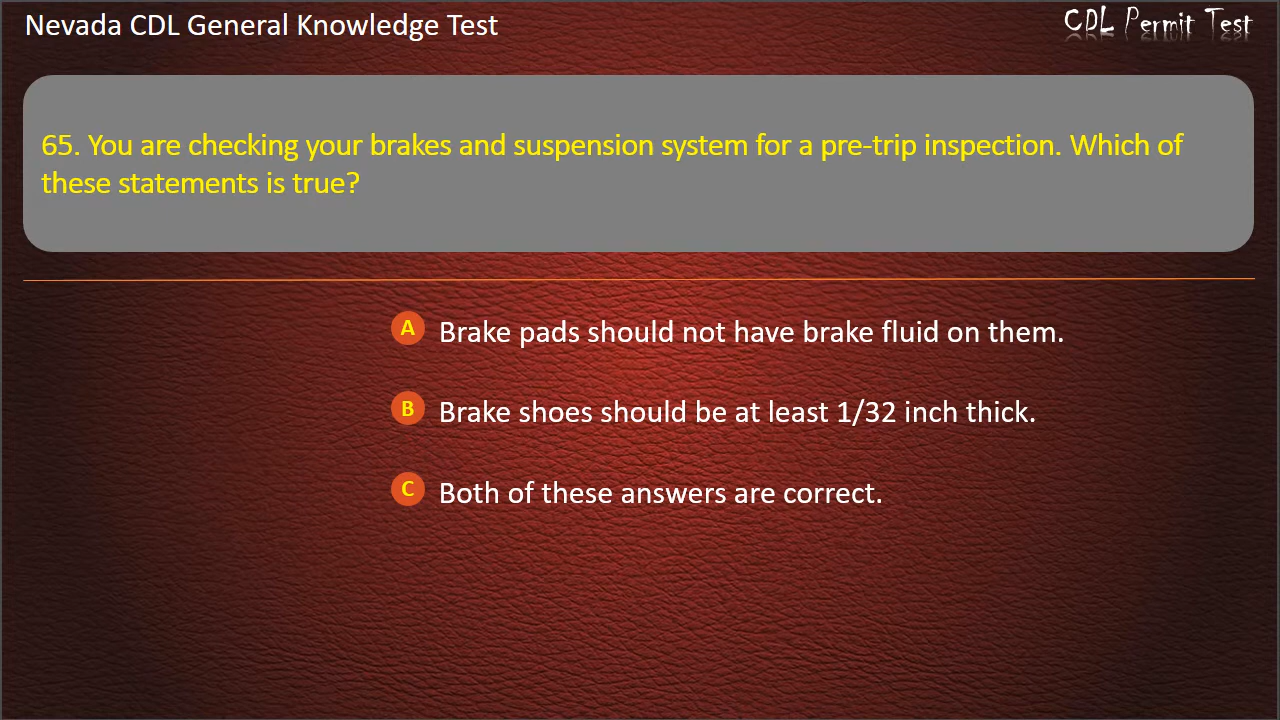 Nevada CDL General Knowledge Test
CDL Permit Test
65. You are checking your brakes and suspension system for a pre-trip inspection. Which of
these statements is true?
A Brake pads should not have brake fluid on them.
B Brake shoes should be at least 1/32 inch thick.
C Both of these answers are correct.